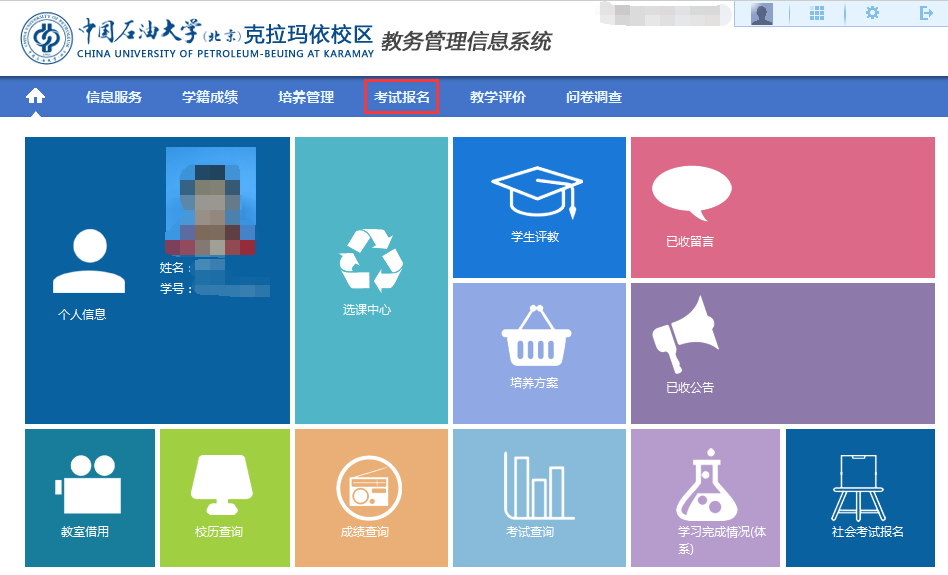 中国石油大学(北京)克拉玛依校区
CHINA UNIVERSITY OF PETROLEUM-BEIJING AT KARAMAY
教务管理信息系统
信息服务 学籍成绩 培养管理 考试报名 教学评价 问卷调查
个人信息
姓名：
学号：
选课中心
学生评教
已收留言
培养方案
已收公告
教室借用
校历查询
成绩查询
考试查询
学习完成情况(体
系)
社会考试报名